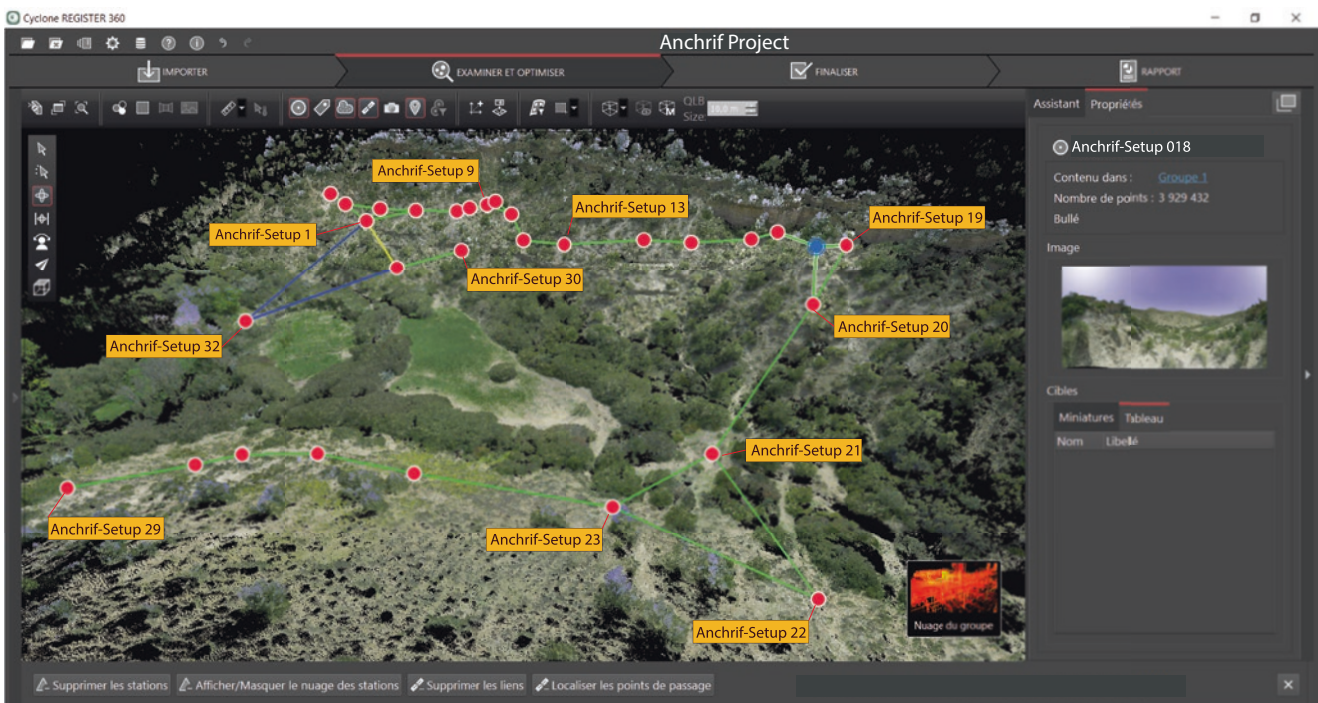 Cyclone REGISTER 360
Anchrif Project
IMPORTER
EXAMINER ET OPTIMISER
FINALISER
RAPPORT
QLB
Size:
10,0 m
Assistant
Propriétés
Anchrif-Setup 018
Contenu dans :
Groupe 1
Nombre de points : 3 929 432
Bullé
Image
Cibles
Miniatures
Tableau
Nom
Libellé
Anchrif-Setup 9
Anchrif-Setup 13
Anchrif-Setup 19
Anchrif-Setup 1
Anchrif-Setup 30
Anchrif-Setup 20
Anchrif-Setup 32
Anchrif-Setup 21
Anchrif-Setup 29
Anchrif-Setup 23
Anchrif-Setup 22
Nuage du groupe
Supprimer les stations
Afficher/Masquer le nuage des stations
Supprimer les liens
Localiser les points de passage